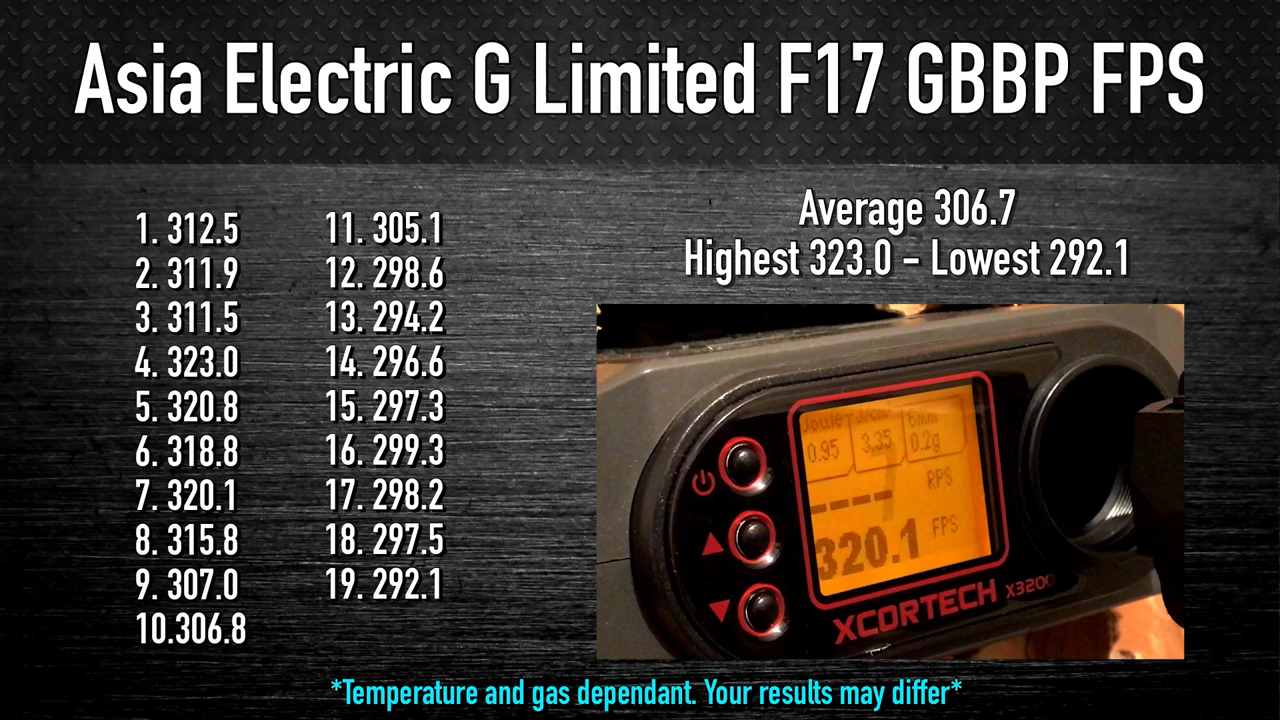 Asia Electric G Limited F17 GBBP FPS
1. 312.5
2. 311.9
3. 311.5
4. 323.0
5. 320.8
6. 318.8
7. 320.1
8. 315.8
9. 307.0
10.306.8
11. 305.1
12. 298.6
13. 294.2
14. 296.6
15. 297.3
16. 299.3
17. 298.2
18. 297.5
19. 292.1
Average 306.7
Highest 323.0 – Lowest 292.1
Joule J/cm² 6mm
0.95 3.35 0.2g
RPS
320.1 FPS
XCORTECH X3200
*Temperature and gas dependant. Your results may differ*